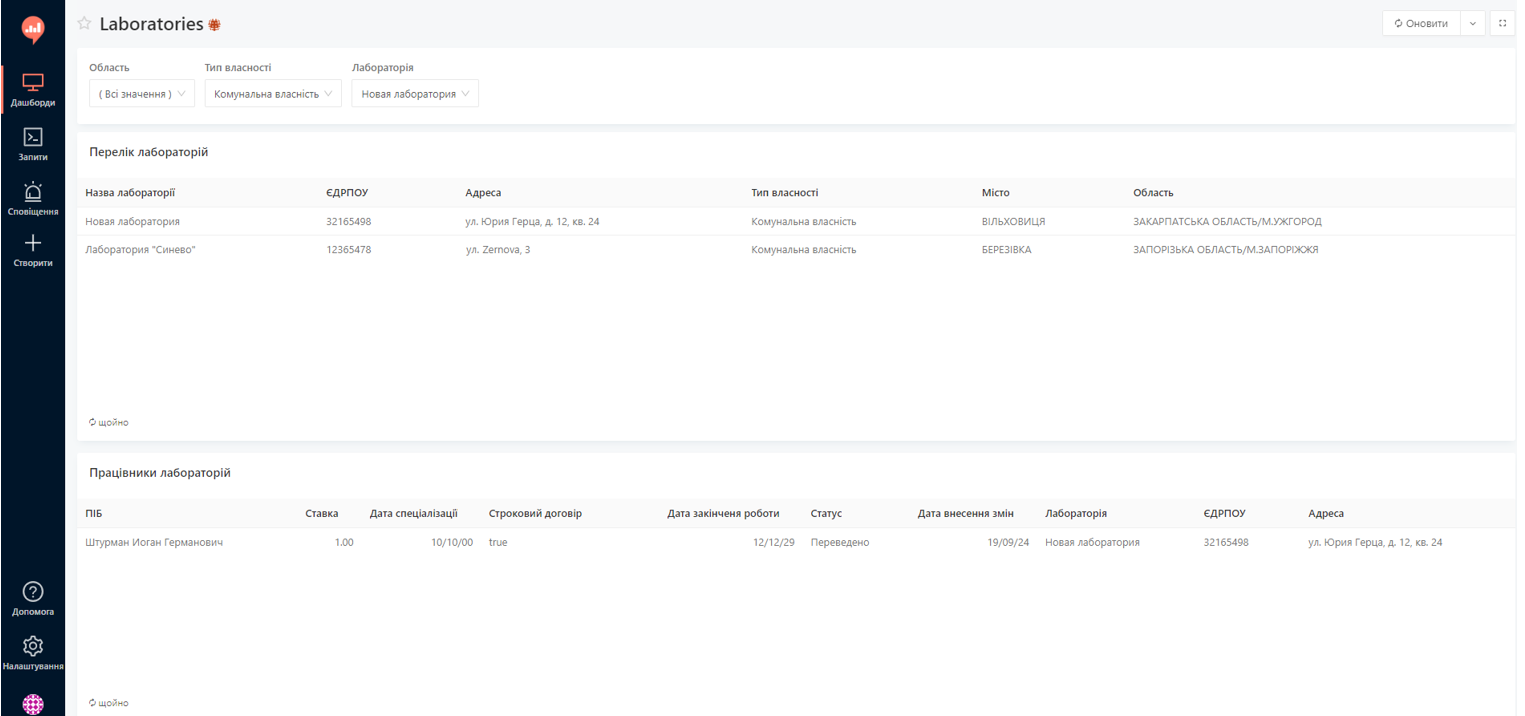 Laboratories
Оновити
Дашборди
Запити
Сповіщення
Створити
Допомога
Налаштування
Область Тип власності Лабораторія
( Всі значення ) Комунальна власність Новая лаборатория
Перелік лабораторій
Назва лабораторії ЄДРПОУ Адреса Тип власності Місто Область
Новая лаборатория 32165498 ул. Юрия Герца, д. 12, кв. 24 Комунальна власність ВІЛЬХОВИЦЯ ЗАКАРПАТСЬКА ОБЛАСТЬ/М.УЖГОРОД
Лаборатория "Синево" 12365478 ул. Zernova, 3 Комунальна власність БЕРЕЗІВКА ЗАПОРІЗЬКА ОБЛАСТЬ/М.ЗАПОРІЖЖЯ
щойно
Працівники лабораторій
ПІБ Ставка Дата спеціалізації Строковий договір Дата закінченя роботи Статус Дата внесення змін Лабораторія ЄДРПОУ Адреса
Штурман Иоган Германович 1.00 10/10/00 true 12/12/29 Переведено 19/09/24 Новая лаборатория 32165498 ул. Юрия Герца, д. 12, кв. 24
щойно